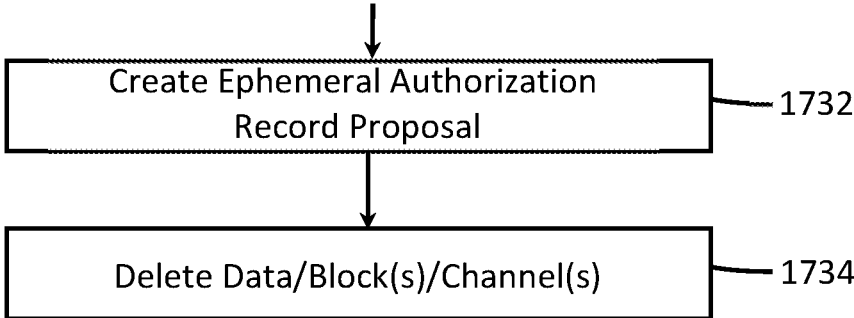 Create Ephemeral Authorization
Record Proposal
1732
Delete Data/Block(s)/Channel(s)
1734